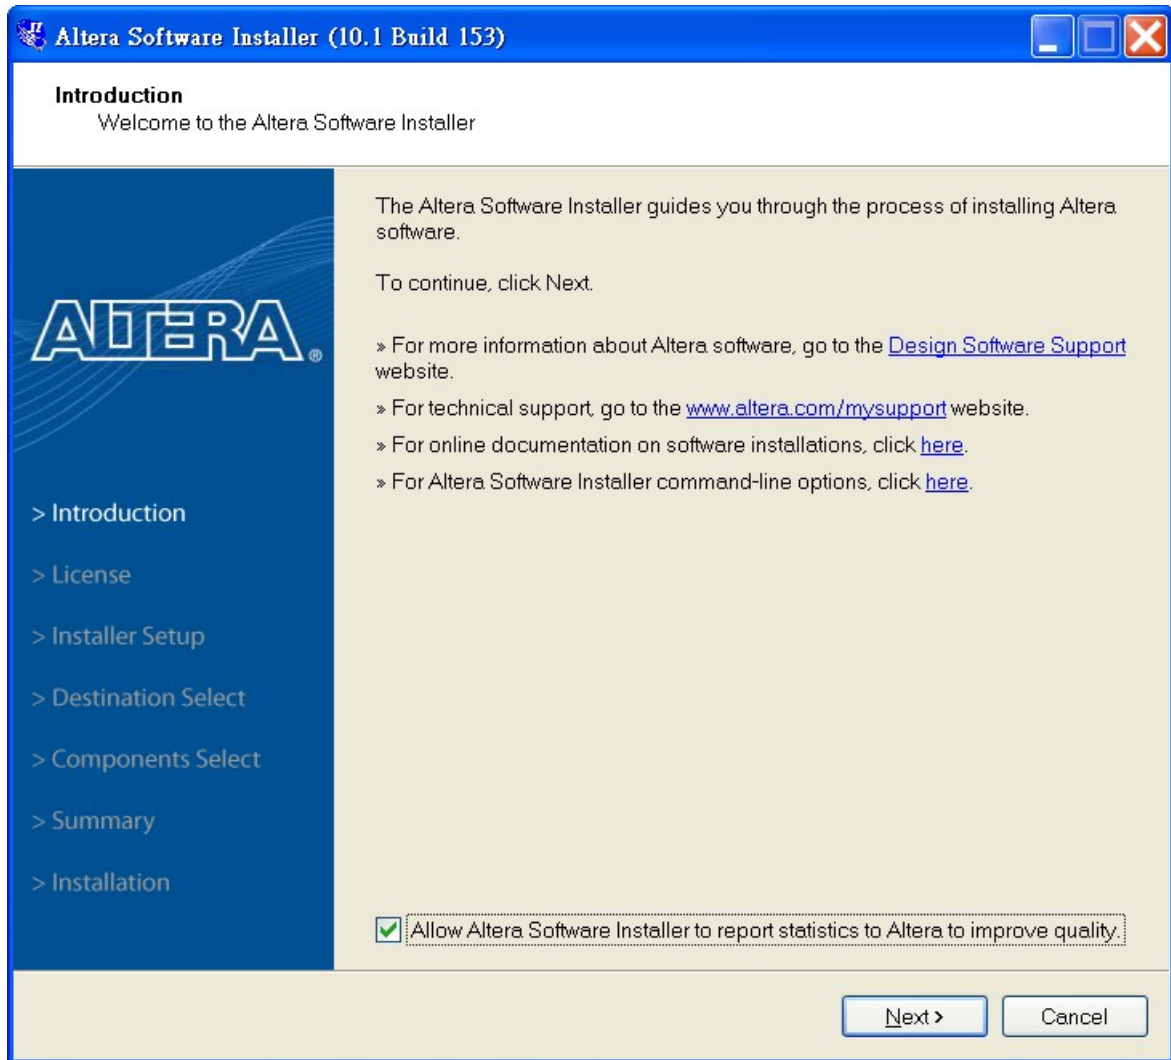 Altera Software Installer (10.1 Build 153)
Introduction
Welcome to the Altera Software Installer
The Altera Software Installer guides you through the process of installing Altera
software.
To continue, click Next.
» For more information about Altera software, go to the Design Software Support
website.
» For technical support, go to the www.altera.com/mysupport website.
» For online documentation on software installations, click here.
» For Altera Software Installer command-line options, click here.
ALTERA®
> Introduction
> License
> Installer Setup
> Destination Select
> Components Select
> Summary
> Installation
Allow Altera Software Installer to report statistics to Altera to improve quality.
Next >
Cancel